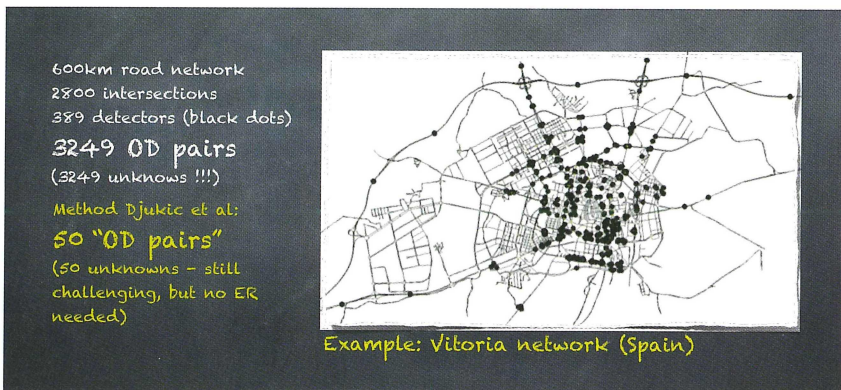 600km road network
2800 intersections
389 detectors (black dots)
3249 OD pairs
(3249 unknows !!!)
Method Djukic et al:
50 "OD pairs"
(50 unknowns - still
challenging, but no ER
needed)
Example: Vitoria network (Spain)